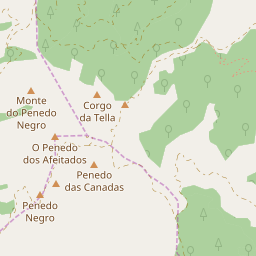 Monte
do Penedo
Negro
Corgo
da Tella
O Penedo
dos Afeitados
Penedo
das Canadas
Penedo
Negro